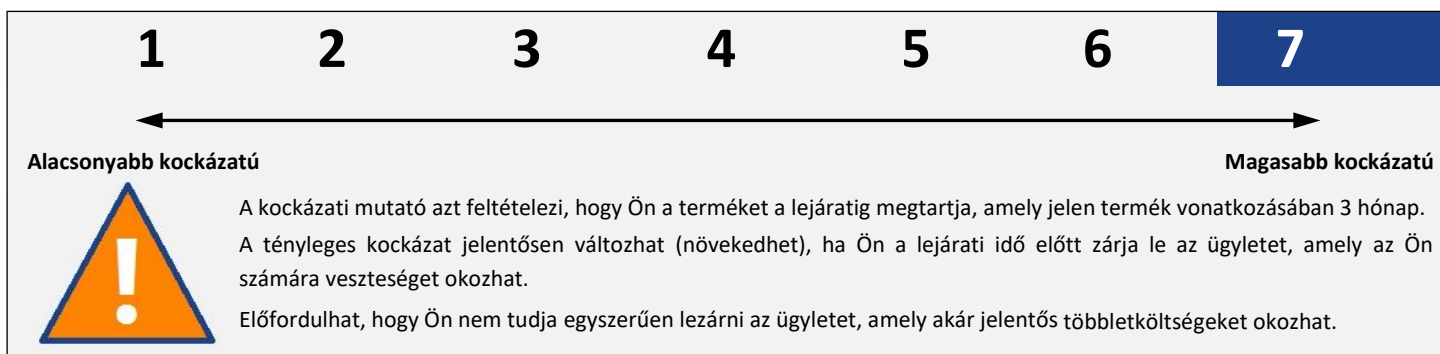 1 2 3 4 5 6 7
Alacsonyabb kockázatú Magasabb kockázatú
A kockázati mutató azt feltételezi, hogy Ön a terméket a lejáratig megtartja, amely jelen termék vonatkozásában 3 hónap.
A tényleges kockázat jelentősen változhat (növekedhet), ha Ön a lejárati idő előtt zárja le az ügyletet, amely az Ön
számára veszteséget okozhat.
Előfordulhat, hogy Ön nem tudja egyszerűen lezárni az ügyletet, amely akár jelentős többletköltségeket okozhat.